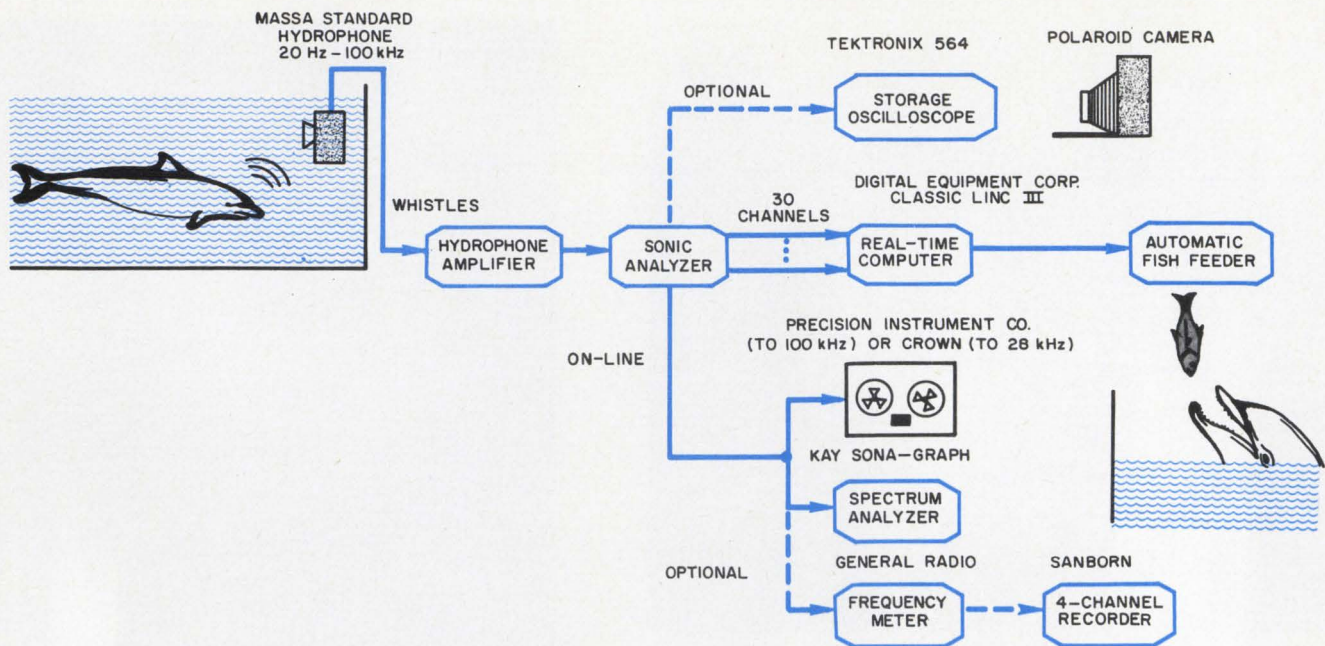 MASSA STANDARD
HYDROPHONE
20 Hz – 100 kHz
TEKTRONIX 564
POLAROID CAMERA
OPTIONAL
STORAGE
OSCILLOSCOPE
WHISTLES
30
CHANNELS
DIGITAL EQUIPMENT CORP.
CLASSIC LINC III
HYDROPHONE
AMPLIFIER
SONIC
ANALYZER
REAL-TIME
COMPUTER
AUTOMATIC
FISH FEEDER
PRECISION INSTRUMENT CO.
(TO 100 kHz) OR CROWN (TO 28 kHz)
ON-LINE
KAY SONA-GRAPH
SPECTRUM
ANALYZER
OPTIONAL
GENERAL RADIO
SANBORN
FREQUENCY
METER
4-CHANNEL
RECORDER